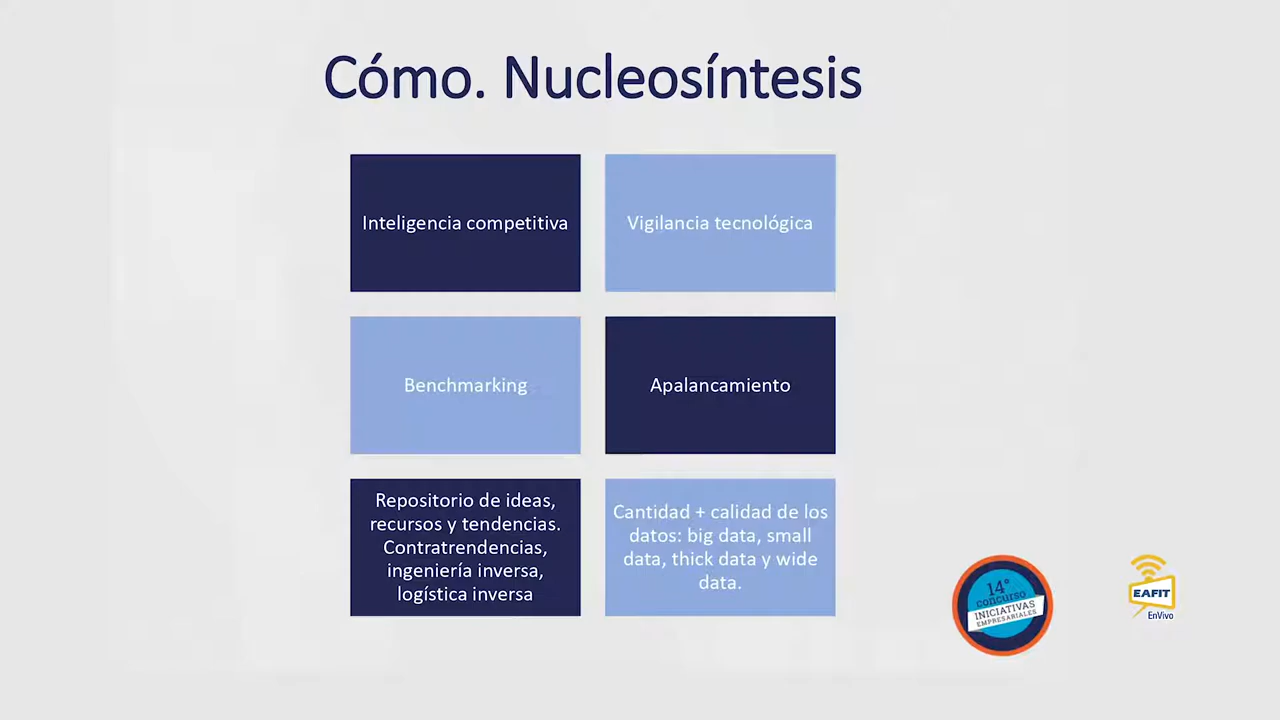 Cómo. Nucleosíntesis
Inteligencia competitiva
Vigilancia tecnológica
Benchmarking
Apalancamiento
Repositorio de ideas,
recursos y tendencias.
Contratrendencias,
ingeniería inversa,
logística inversa
Cantidad + calidad de los
datos: big data, small
data, thick data y wide
data.
14°
concurso
INICIATIVAS
EMPRESARIALES
EAFIT
EnVivo